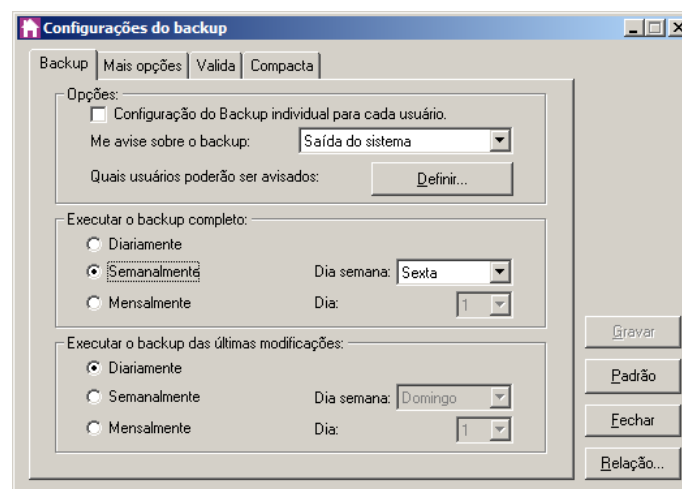 Configurações do backup
Backup Mais opções Valida Compacta
Opções:
Configuração do Backup individual para cada usuário.
Me avise sobre o backup: Saída do sistema
Quais usuários poderão ser avisados: Definir...
Executar o backup completo:
Diariamente
Semanalmente Dia semana: Sexta
Mensalmente Dia: 1
Gravar
Executar o backup das últimas modificações:
Diariamente
Padrão
Semanalmente Dia semana: Domingo
Fechar
Mensalmente Dia: 1
Relação...